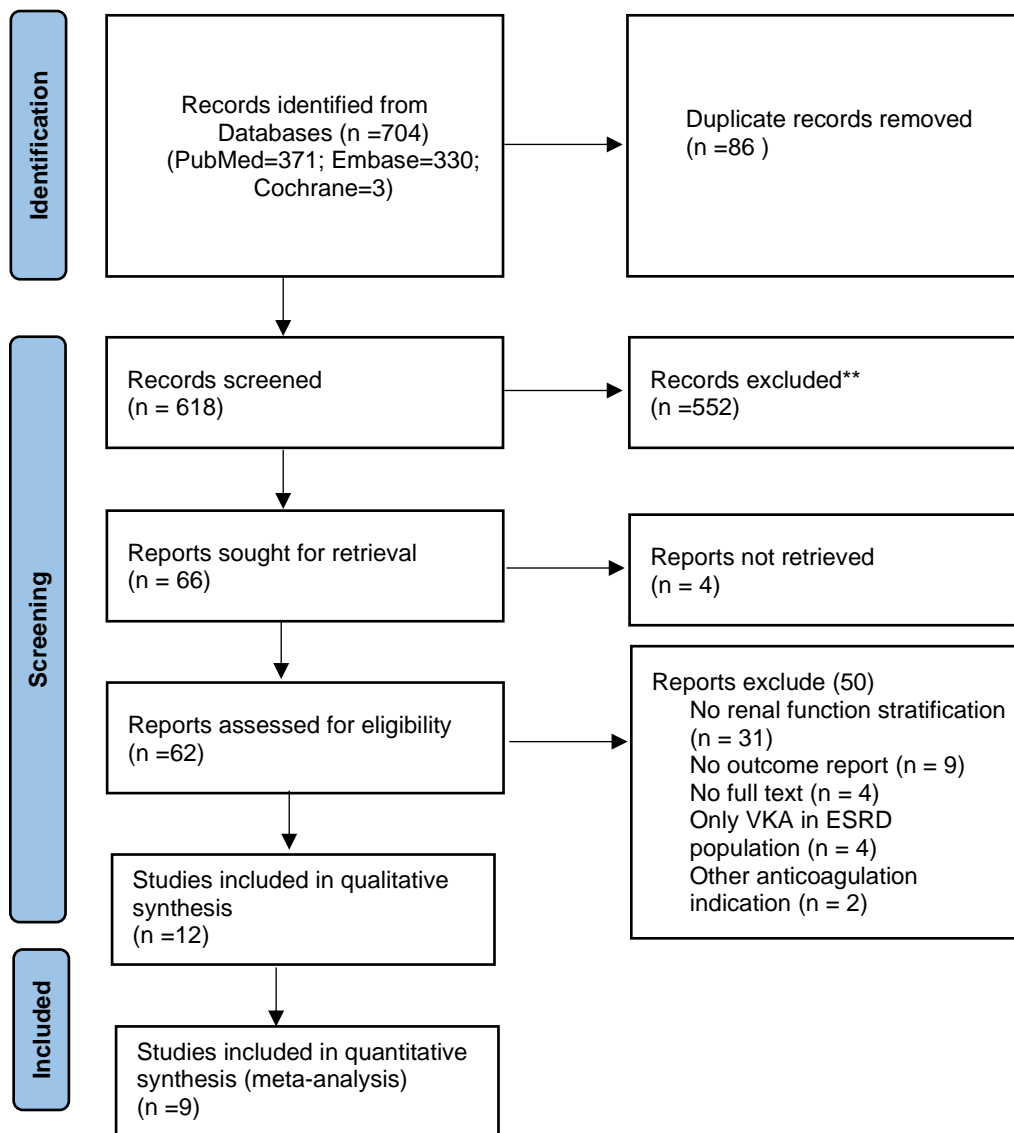 Identification
Records identified from
Databases (n =704)
(PubMed=371; Embase=330;
Cochrane=3)
Duplicate records removed
(n =86 )
Screening
Records screened
(n = 618)
Records excluded**
(n =552)
Reports sought for retrieval
(n = 66)
Reports not retrieved
(n = 4)
Reports assessed for eligibility
(n =62)
Reports exclude (50)
No renal function stratification
(n = 31)
No outcome report (n = 9)
No full text (n = 4)
Only VKA in ESRD
population (n = 4)
Other anticoagulation
indication (n = 2)
Studies included in qualitative
synthesis
(n =12)
Included
Studies included in quantitative
synthesis (meta-analysis)
(n =9)